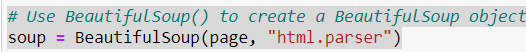 # Use BeautifulSoup() to create a BeautifulSoup object
soup = BeautifulSoup(page, "html.parser")